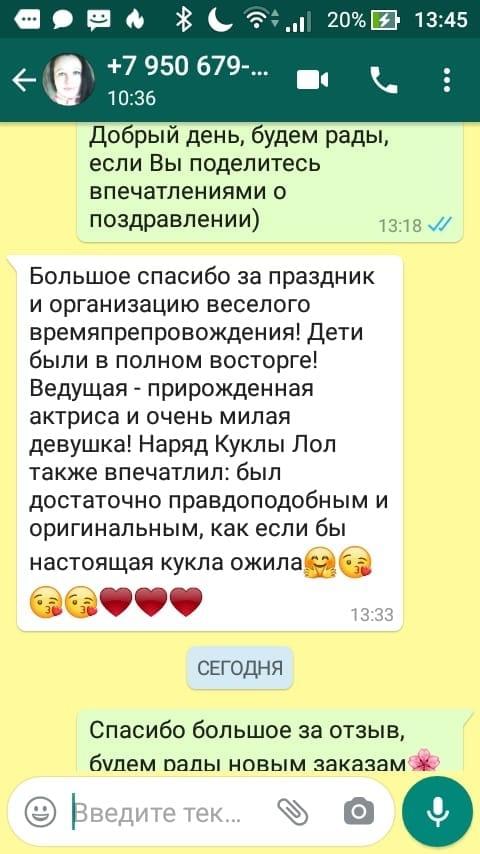 20% 13:45
+7 950 679-...
10:36
Добрый день, будем рады,
если Вы поделитесь
впечатлениями о
поздравлении)
13:18
Большое спасибо за праздник
и организацию веселого
времяпрепровождения! Дети
были в полном восторге!
Ведущая - прирожденная
актриса и очень милая
девушка! Наряд Куклы Лол
также впечатлил: был
достаточно правдоподобным и
оригинальным, как если бы
настоящая кукла ожила🤗😘
😘😘❤❤❤
13:33
СЕГОДНЯ
Спасибо большое за отзыв,
будем рады новым заказам🌸
Введите тек...